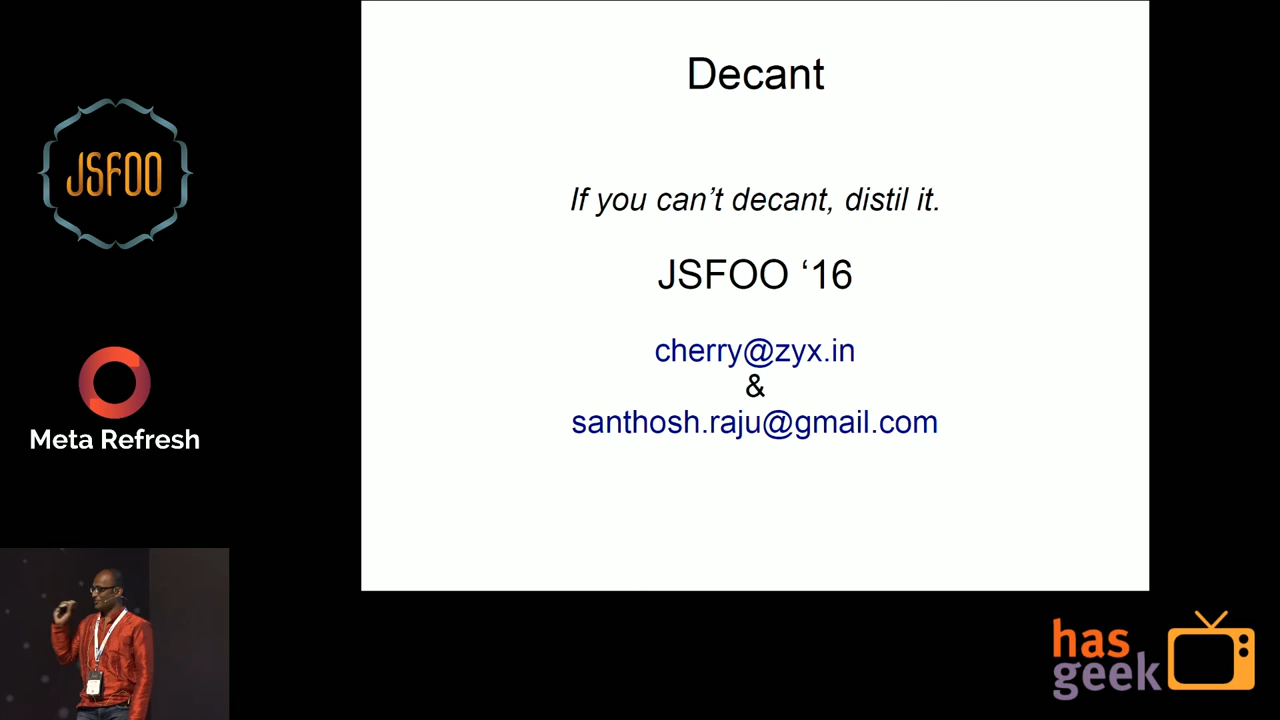 JSFOO
Meta Refresh
Decant
If you can’t decant, distil it.
JSFOO ‘16
cherry@zyx.in
&
santhosh.raju@gmail.com
has
geek